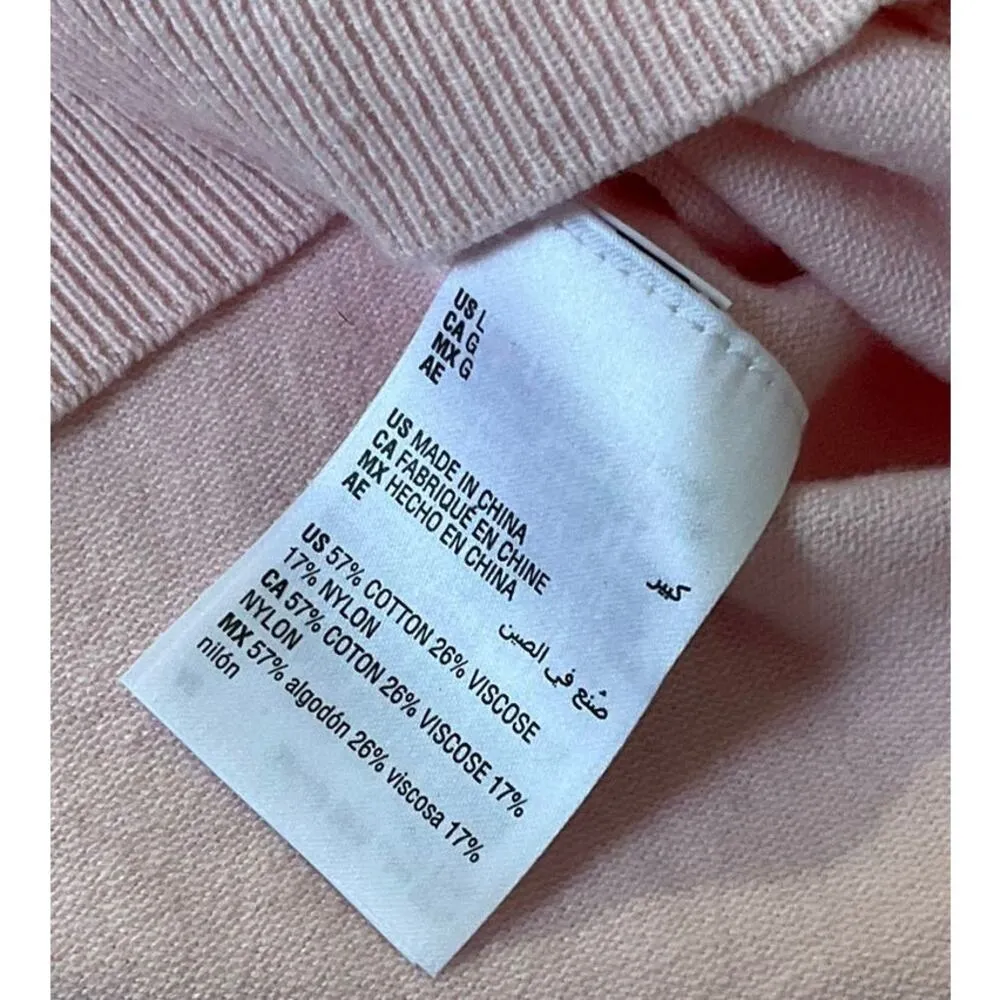 US L
CA G
MX G
AE كبير
US MADE IN CHINA
CA FABRIQUÉ EN CHINE
MX HECHO EN CHINA
AE صُنع في الصين
US 57% COTTON 26% VISCOSE
17% NYLON
CA 57% COTON 26% VISCOSE 17%
NYLON
MX 57% algodón 26% viscosa 17%
nilón